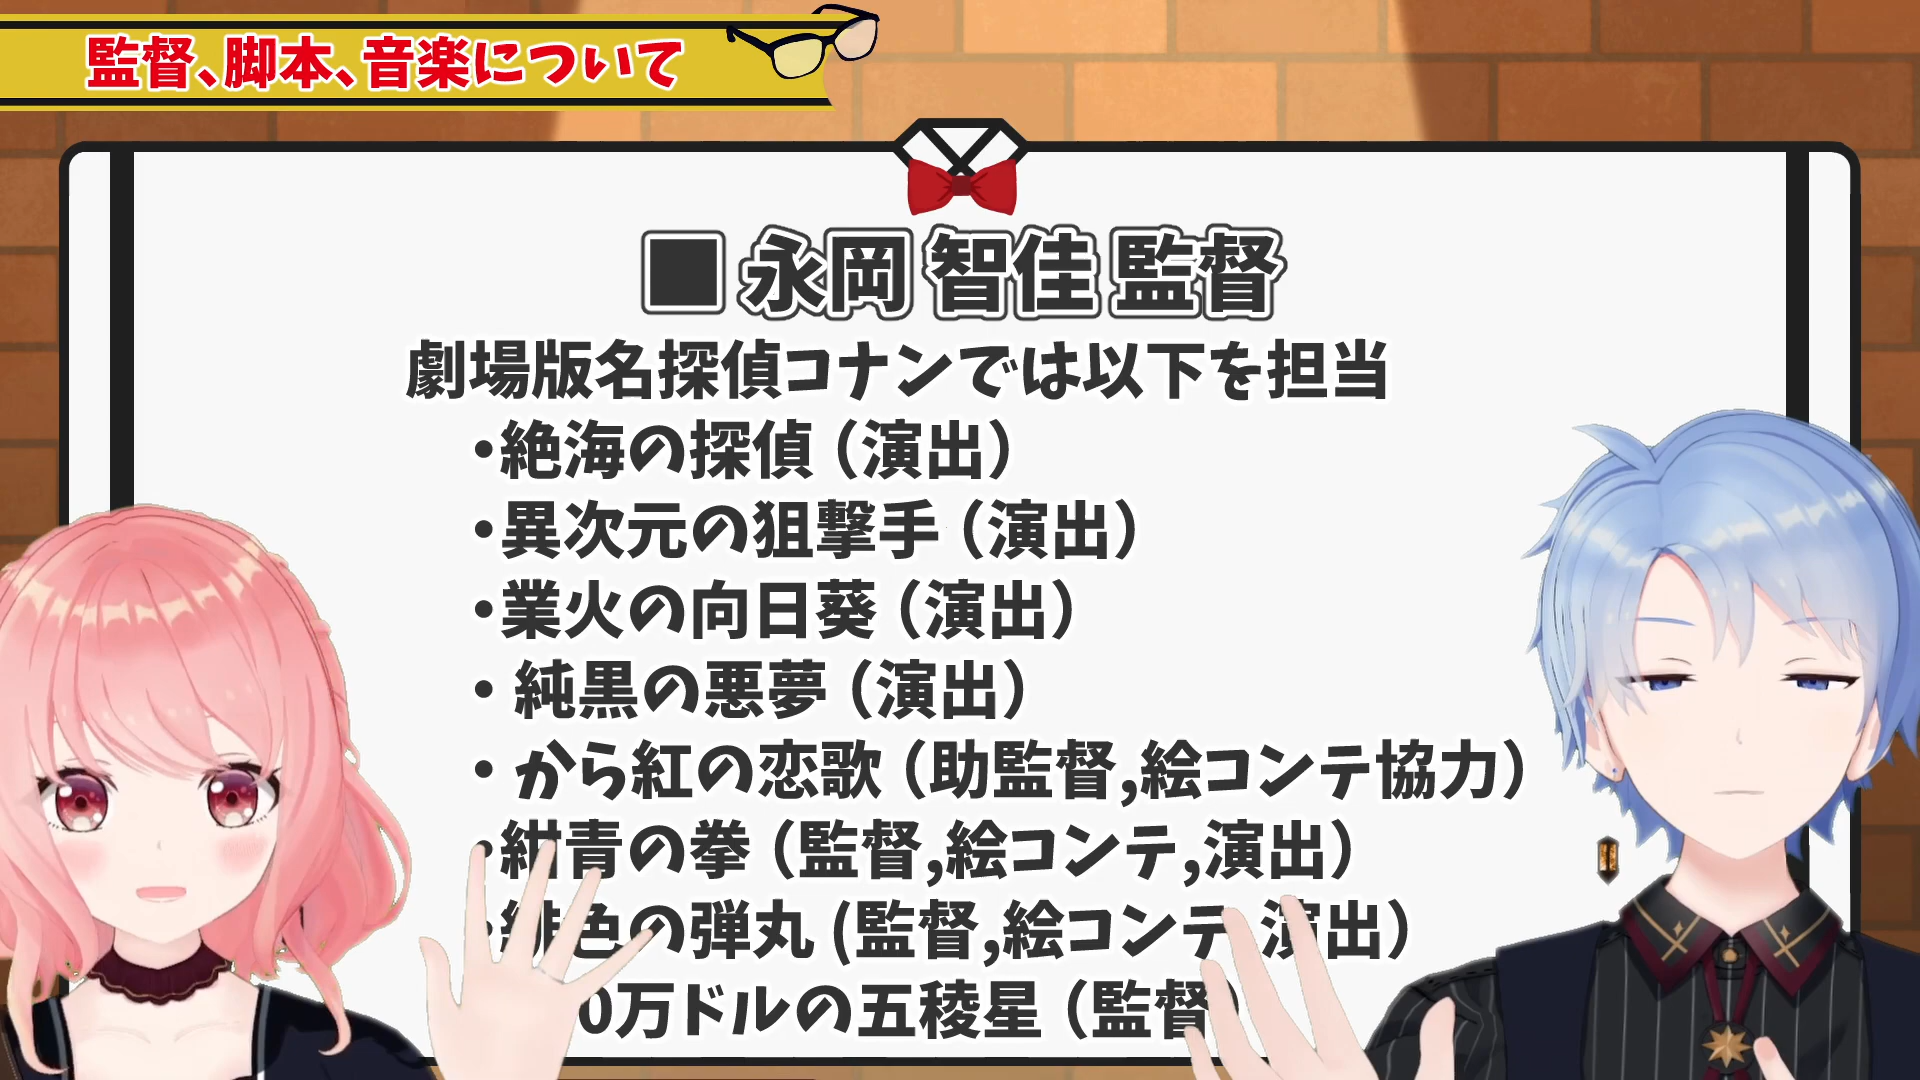 監督、脚本、音楽について
■ 永岡 智佳 監督
劇場版名探偵コナンでは以下を担当
・絶海の探偵（演出）
・異次元の狙撃手（演出）
・業火の向日葵（演出）
・ 純黒の悪夢（演出）
・ から紅の恋歌（助監督,絵コンテ協力）
・紺青の拳（監督,絵コンテ,演出）
・緋色の弾丸(監督,絵コンテ,演出）
0万ドルの五稜星（監督）